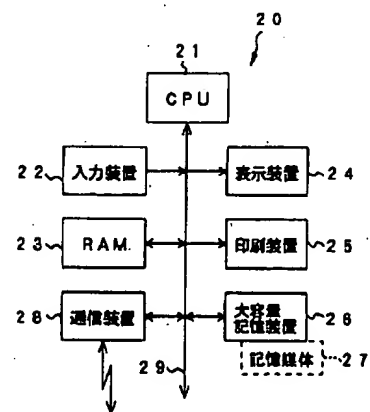 20
21
CPU
22 入力装置
表示装置 24
23 RAM
印刷装置 25
28 通信装置
大容量
記憶装置 26
29
記憶媒体 27